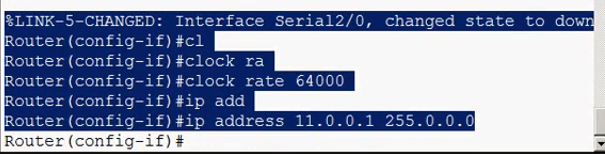 %LINK-5-CHANGED: Interface Serial2/0, changed state to down
Router(config-if)#cl
Router(config-if)#clock ra
Router(config-if)#clock rate 64000
Router(config-if)#ip add
Router(config-if)#ip address 11.0.0.1 255.0.0.0
Router(config-if)#